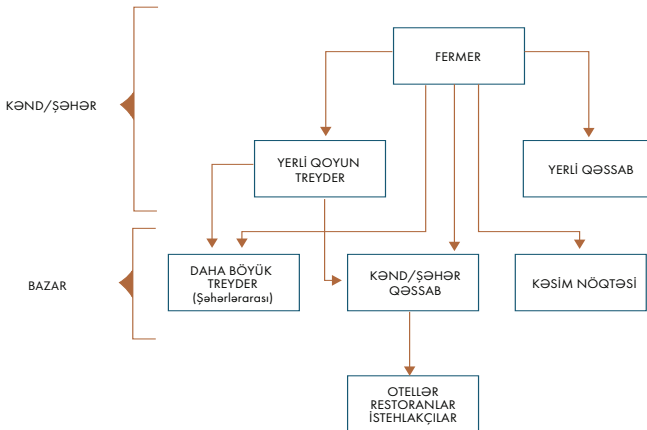 FERMER
KƏND/ŞƏHƏR
YERLİ QOYUN
TREYDER
YERLİ QƏSSAB
BAZAR
DAHA BÖYÜK
TREYDER
(Şəhərlərarası)
KƏND/ŞƏHƏR
QƏSSAB
KƏSİM NÖQTƏSİ
OTELLƏR
RESTORANLAR
İSTEHLAKÇILAR